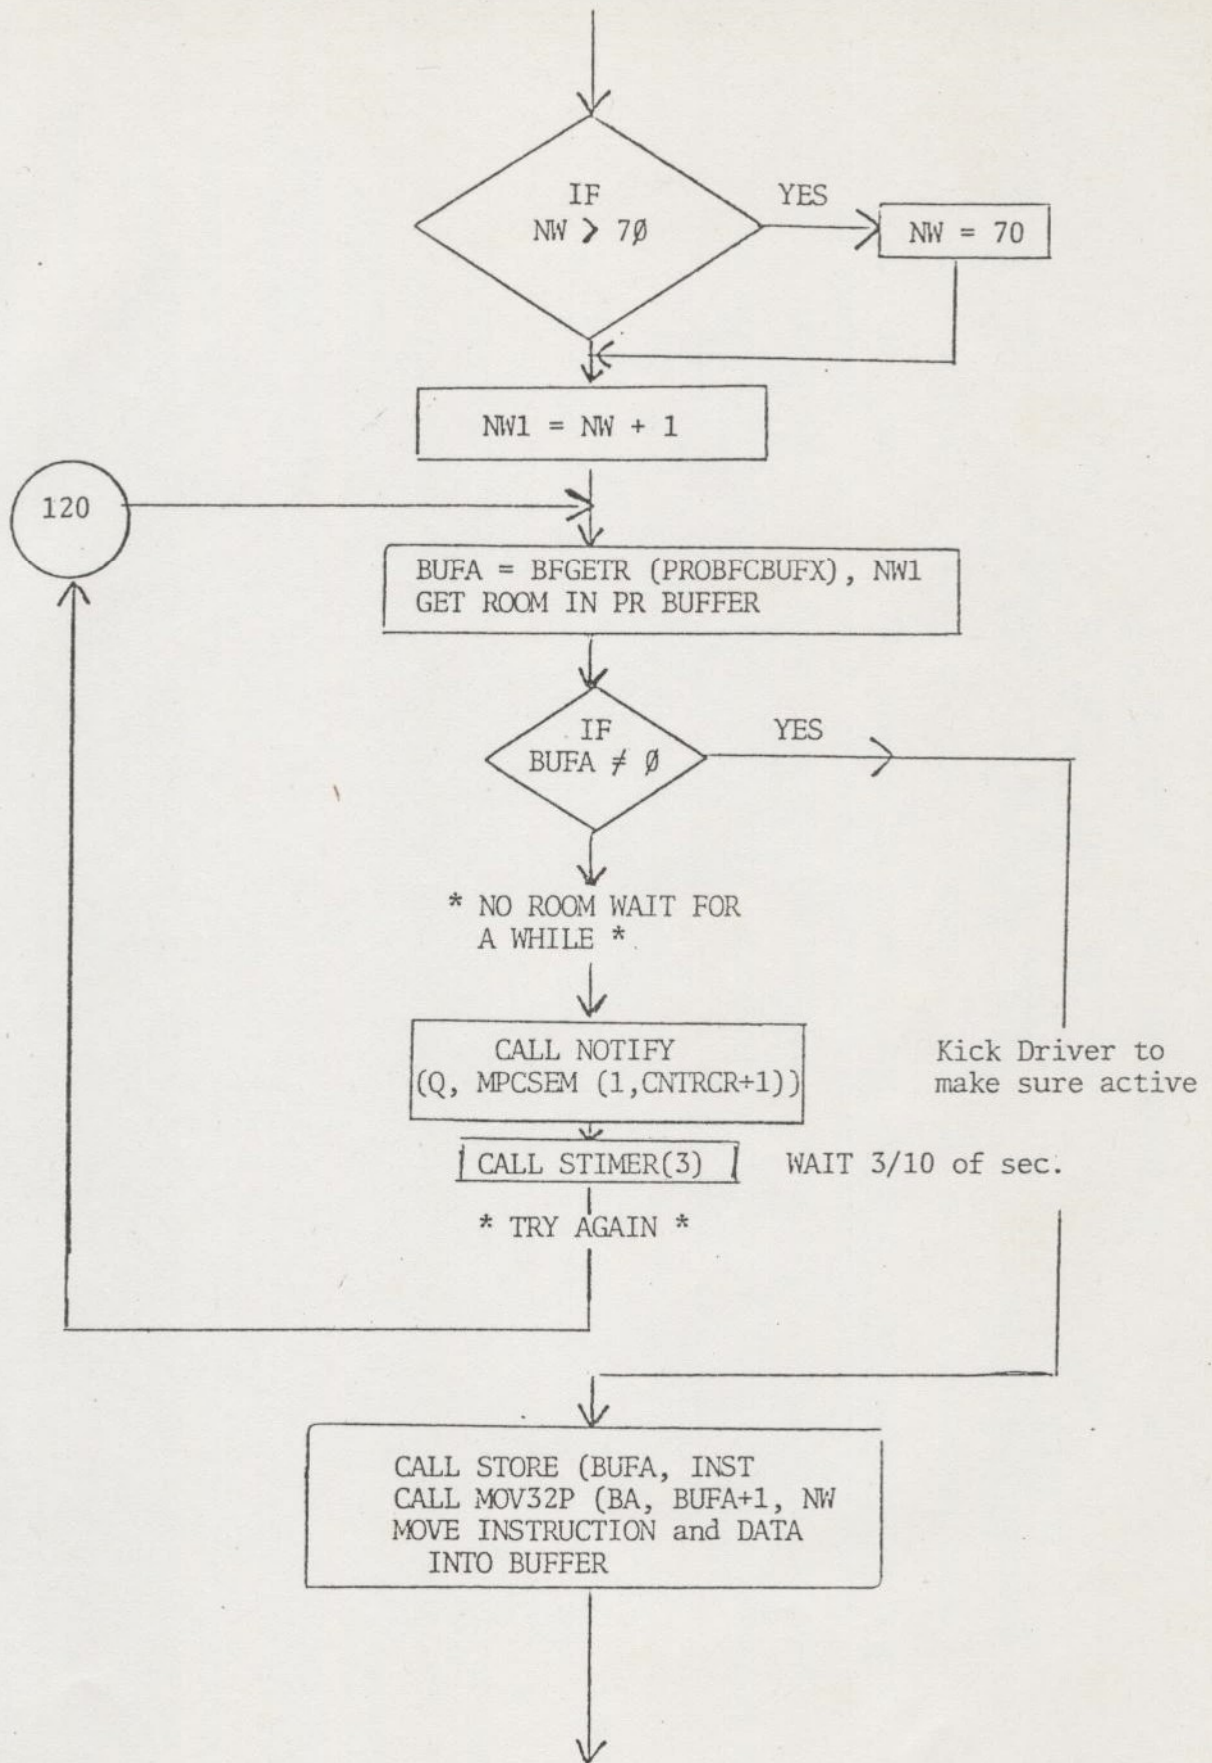 IF
NW > 7Ø
YES
NW = 70
NW1 = NW + 1
120
BUFA = BFGETR (PROBFCBUFX), NW1
GET ROOM IN PR BUFFER
IF
BUFA ≠ Ø
YES
* NO ROOM WAIT FOR
A WHILE *
CALL NOTIFY
(Q, MPCSEM (1,CNTRCR+1))
Kick Driver to
make sure active
CALL STIMER(3)
WAIT 3/10 of sec.
* TRY AGAIN *
CALL STORE (BUFA, INST
CALL MOV32P (BA, BUFA+1, NW
MOVE INSTRUCTION and DATA
INTO BUFFER